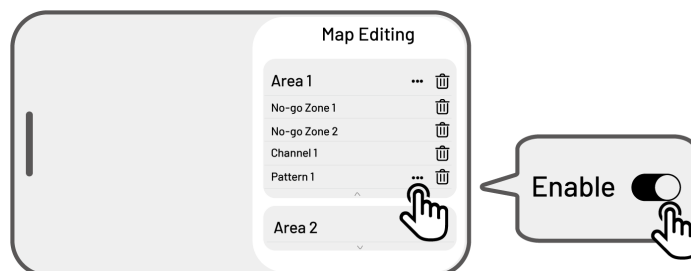 Map Editing
Area 1
No-go Zone 1
No-go Zone 2
Channel 1
Pattern 1
Area 2
Enable